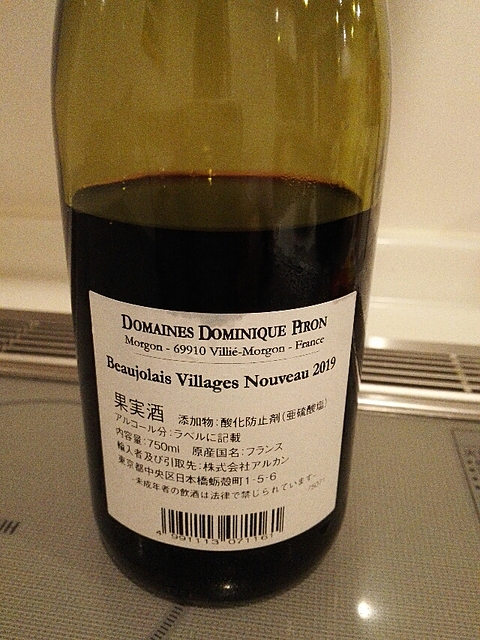 DOMAINES DOMINIQUE PIRON
Morgon - 69910 Villié-Morgon - France
Beaujolais Villages Nouveau 2019
果実酒 添加物:酸化防止剤(亜硫酸塩)
アルコール分:ラベルに記載
内容量:750ml 原産国名:フランス
輸入者及び引取先:株式会社アルカン
東京都中央区日本橋蛎殻町1-5-6
-未成年者の飲酒は法律で禁じられています-
4 991113 071161